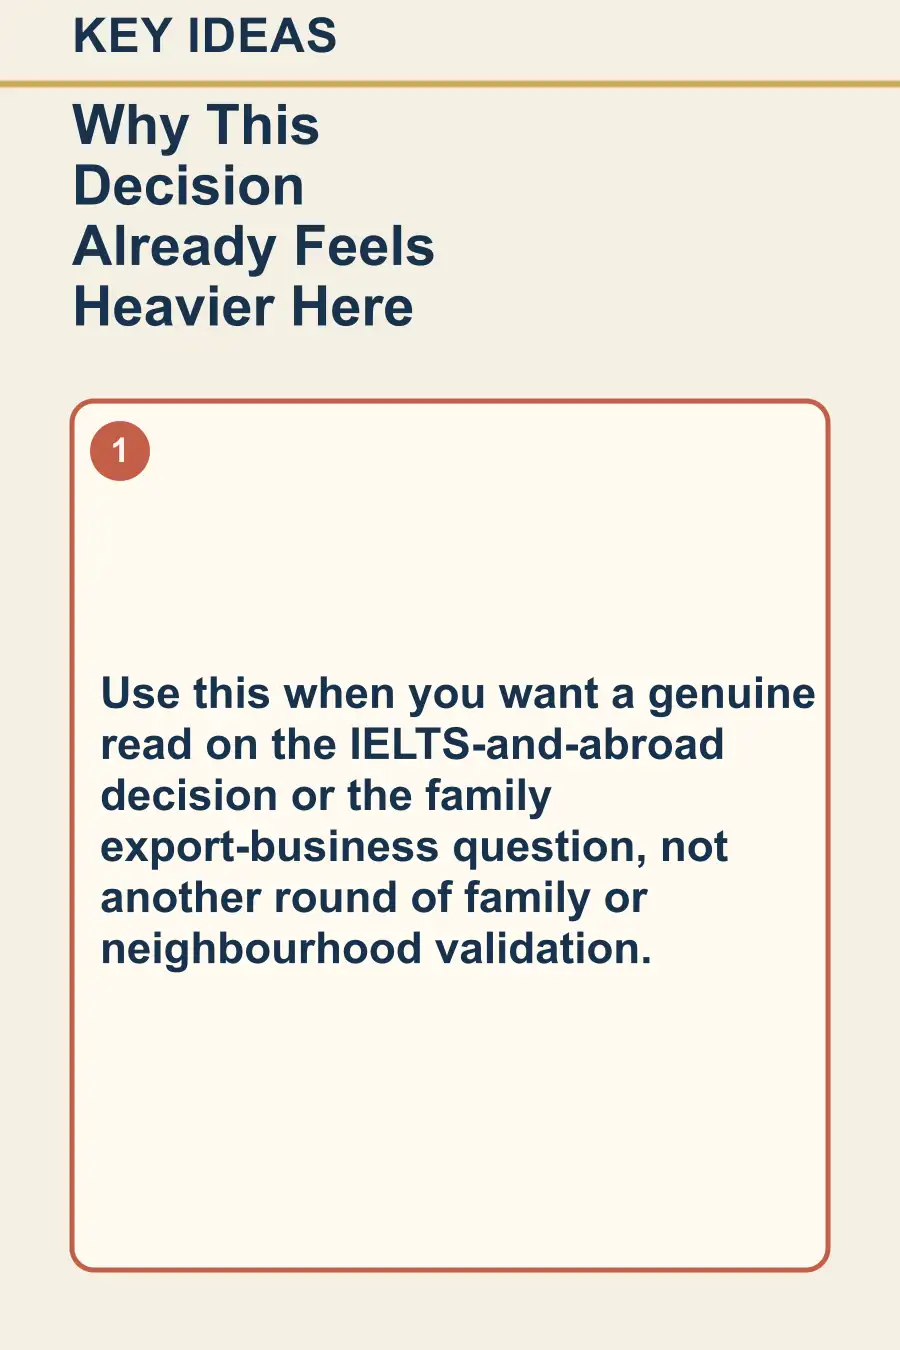 KEY IDEAS
Why This
Decision
Already Feels
Heavier Here
1
Use this when you want a genuine
read on the IELTS-and-abroad
decision or the family
export-business question, not
another round of family or
neighbourhood validation.